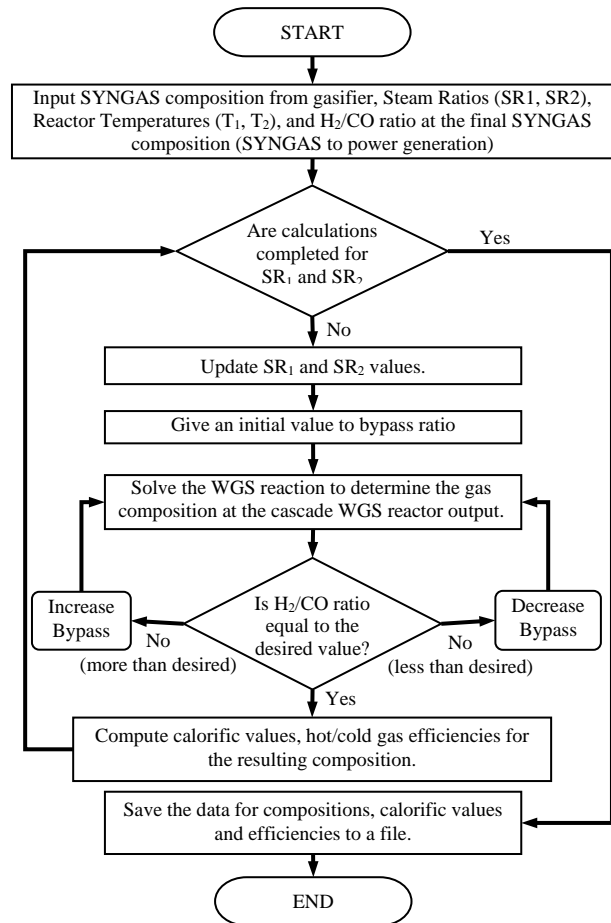 START
Input SYNGAS composition from gasifier, Steam Ratios (SR1, SR2),
Reactor Temperatures (T₁, T₂), and H₂/CO ratio at the final SYNGAS
composition (SYNGAS to power generation)
Are calculations
completed for
SR₁ and SR₂
Yes
No
Update SR₁ and SR₂ values.
Give an initial value to bypass ratio
Solve the WGS reaction to determine the gas
composition at the cascade WGS reactor output.
Increase
Bypass
Is H₂/CO ratio
equal to the
desired value?
Decrease
Bypass
No
(more than desired)
No
(less than desired)
Yes
Compute calorific values, hot/cold gas efficiencies for
the resulting composition.
Save the data for compositions, calorific values
and efficiencies to a file.
END